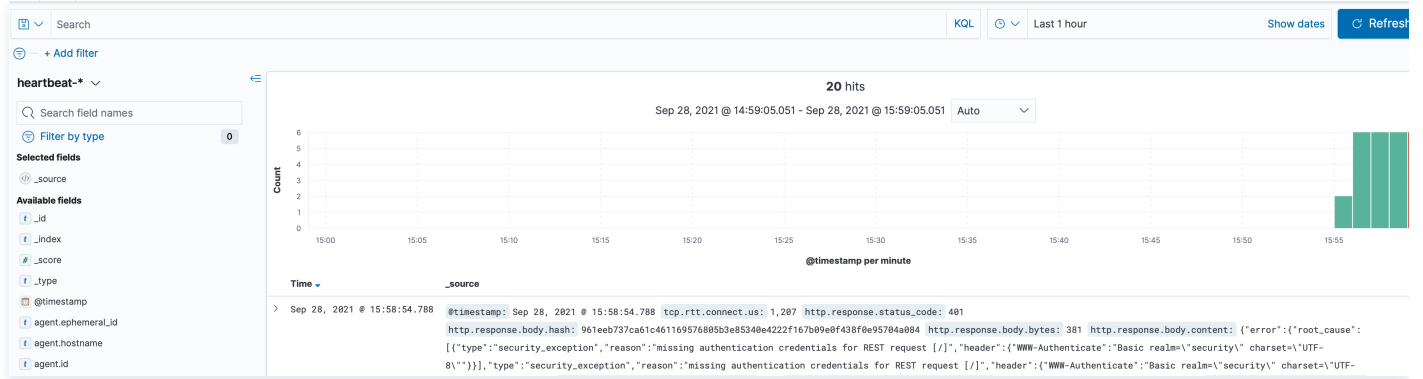 Search
KQL
Last 1 hour
Show dates
Refresh
+ Add filter
heartbeat-*
Search field names
Filter by type 0
Selected fields
_source
Available fields
t _id
t _index
# _score
t _type
@timestamp
t agent.ephemeral_id
t agent.hostname
t agent.id
20 hits
Sep 28, 2021 @ 14:59:05.051 - Sep 28, 2021 @ 15:59:05.051 Auto
Count
6
5
4
3
2
1
0
15:00 15:05 15:10 15:15 15:20 15:25 15:30 15:35 15:40 15:45 15:50 15:55
@timestamp per minute
Time _source
Sep 28, 2021 @ 15:58:54.788 @timestamp: Sep 28, 2021 @ 15:58:54.788 tcp.rtt.connect.us: 1,207 http.response.status_code: 401
http.response.body.hash: 961eeb737ca61c461169576805b3e85340e4222f167b09e0f438f0e95704a084 http.response.body.bytes: 381 http.response.body.content: {"error":{"root_cause":
[{"type":"security_exception","reason":"missing authentication credentials for REST request [/]","header":{"WWW-Authenticate":"Basic realm=\"security\" charset=\"UTF-
8\""}}],"type":"security_exception","reason":"missing authentication credentials for REST request [/]","header":{"WWW-Authenticate":"Basic realm=\"security\" charset=\"UTF-